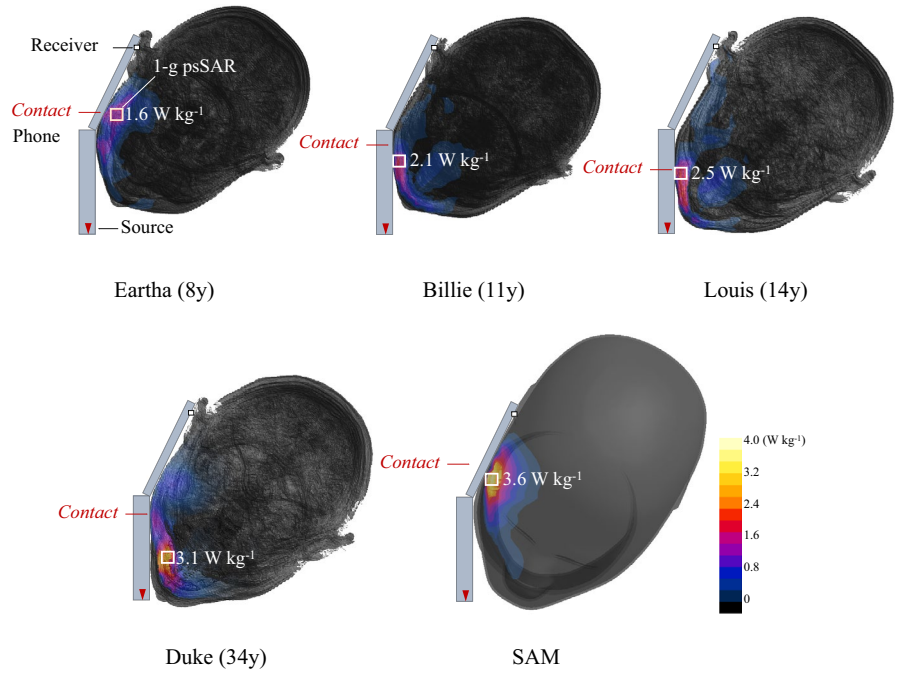 Receiver
1-g psSAR
Contact
1.6 W kg-1
Phone
Source
Eartha (8y)
Contact
2.1 W kg-1
Billie (11y)
Contact
2.5 W kg-1
Louis (14y)
Contact
3.1 W kg-1
Duke (34y)
Contact
3.6 W kg-1
SAM
4.0 (W kg-1)
3.2
2.4
1.6
0.8
0